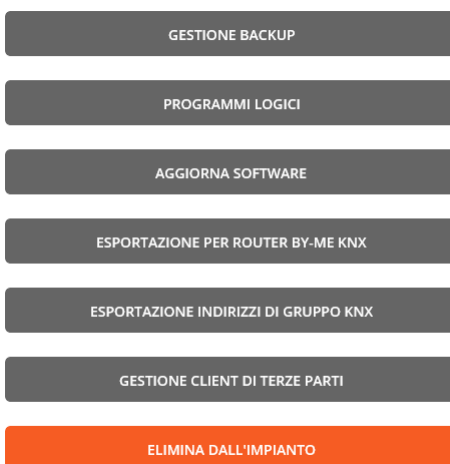 GESTIONE BACKUP
PROGRAMMI LOGICI
AGGIORNA SOFTWARE
ESPORTAZIONE PER ROUTER BY-ME KNX
ESPORTAZIONE INDIRIZZI DI GRUPPO KNX
GESTIONE CLIENT DI TERZE PARTI
ELIMINA DALL'IMPIANTO